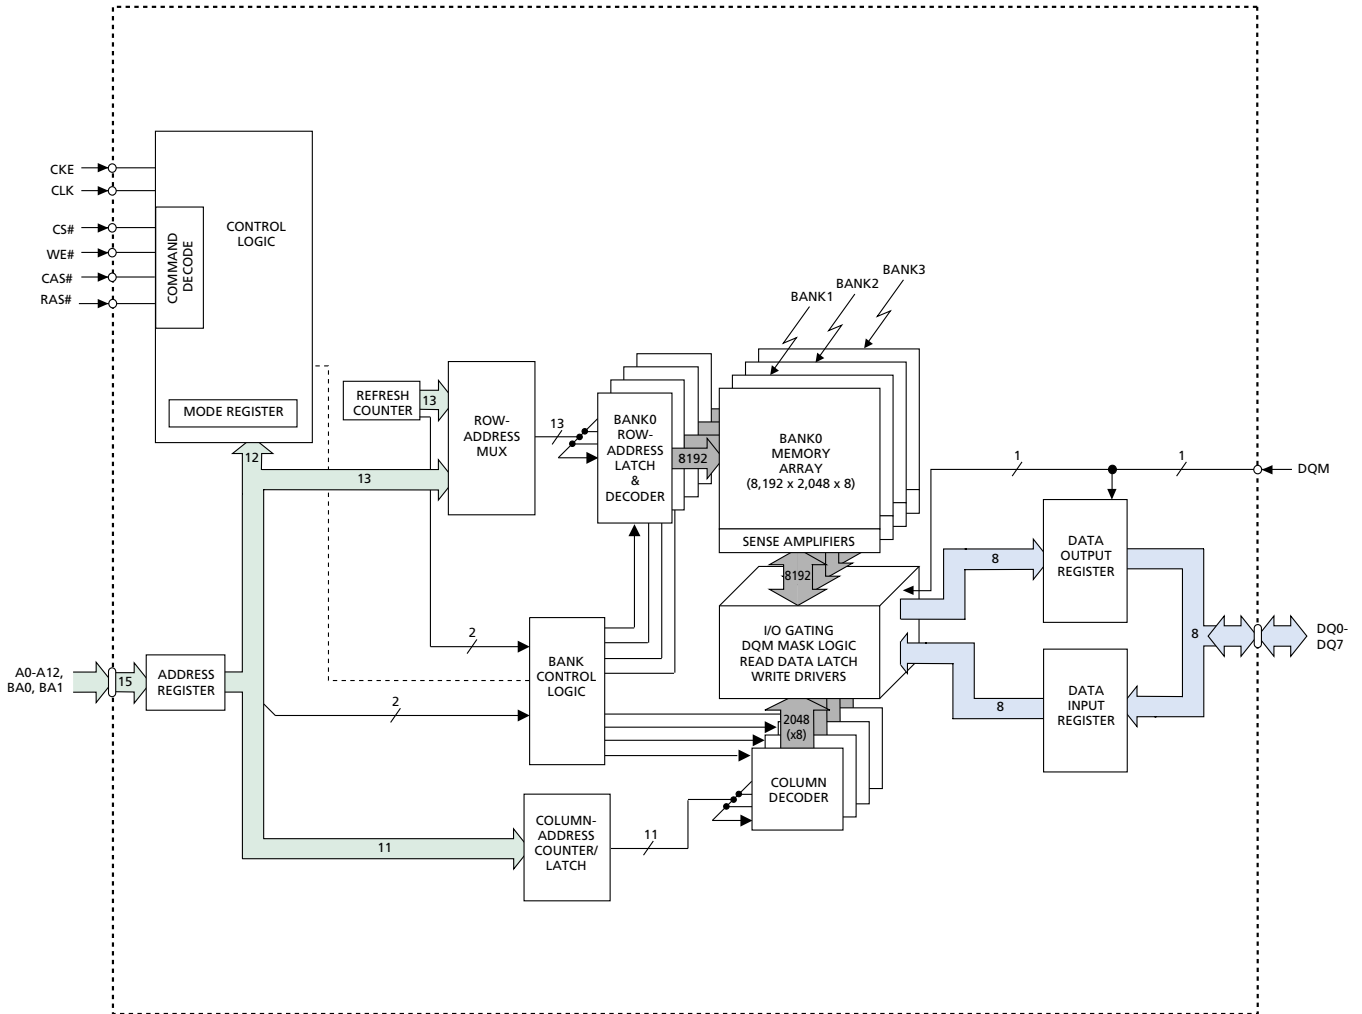 CKE
CLK
CS#
WE#
CAS#
RAS#
COMMAND
DECODE
CONTROL
LOGIC
MODE REGISTER
BANK3
BANK2
BANK1
REFRESH
COUNTER
13
ROW-
ADDRESS
MUX
13
BANK0
ROW-
ADDRESS
LATCH
&
DECODER
8192
BANK0
MEMORY
ARRAY
(8,192 x 2,048 x 8)
SENSE AMPLIFIERS
12
13
1
1
DQM
8192
DATA
OUTPUT
REGISTER
8
I/O GATING
DQM MASK LOGIC
READ DATA LATCH
WRITE DRIVERS
8
DQ0-
DQ7
2
BANK
CONTROL
LOGIC
A0-A12,
BA0, BA1
15
ADDRESS
REGISTER
2
8
DATA
INPUT
REGISTER
2048
(x8)
COLUMN
DECODER
COLUMN-
ADDRESS
COUNTER/
LATCH
11
11